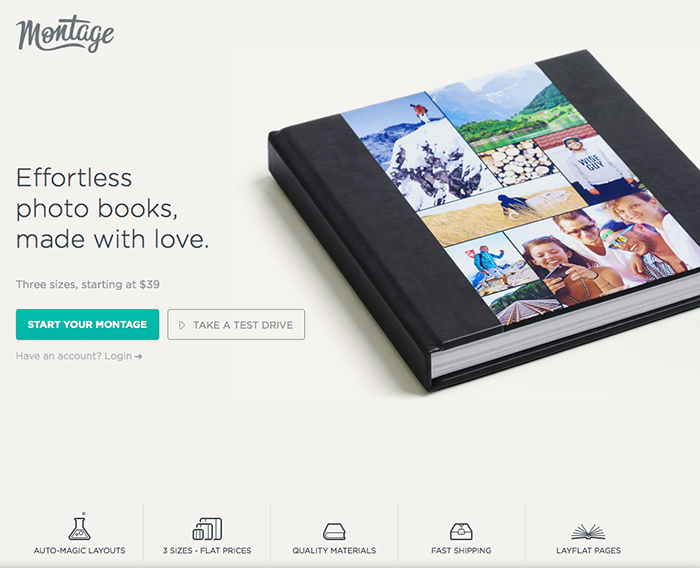 Montage
Effortless
photo books,
made with love.
Three sizes, starting at $39
START YOUR MONTAGE
TAKE A TEST DRIVE
Have an account? Login ➔
WISE
GUY
AUTO-MAGIC LAYOUTS
3 SIZES - FLAT PRICES
QUALITY MATERIALS
FAST SHIPPING
LAYFLAT PAGES